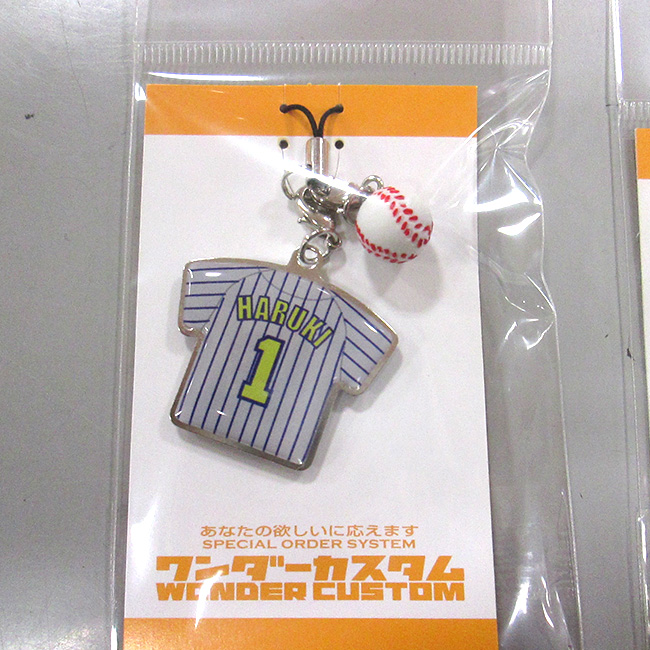 HARUKI
1
あなたの欲しいに応えます
SPECIAL ORDER SYSTEM
ワンダーカスタム
WONDER CUSTOM